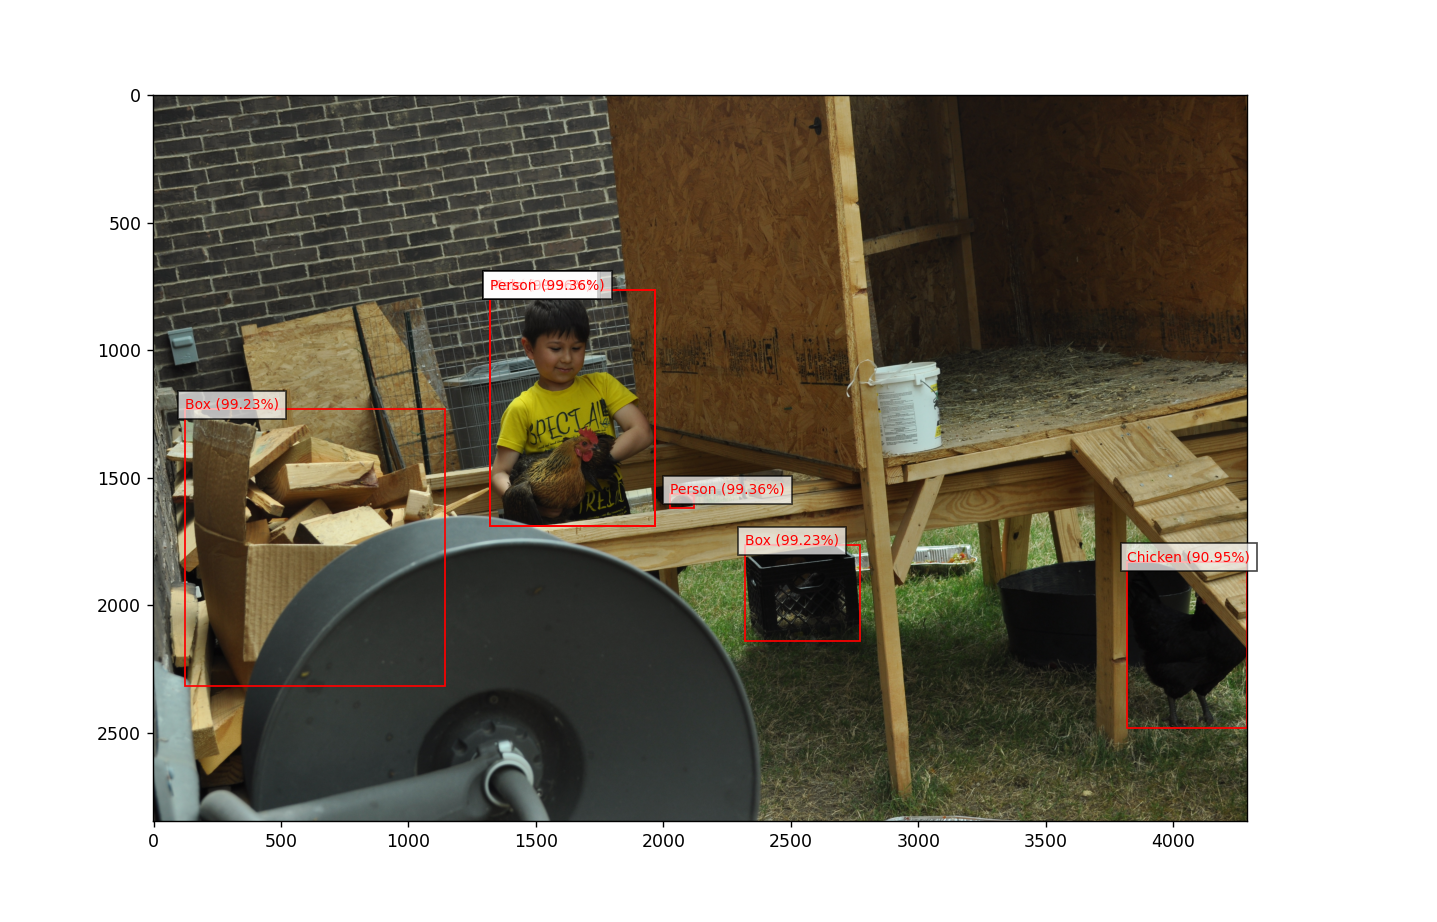 0
500
1000
1500
2000
2500
Person (99.36%)
Box (99.23%)
SPECIAL
Person (99.36%)
Box (99.23%)
Chicken (90.95%)
0 500 1000 1500 2000 2500 3000 3500 4000